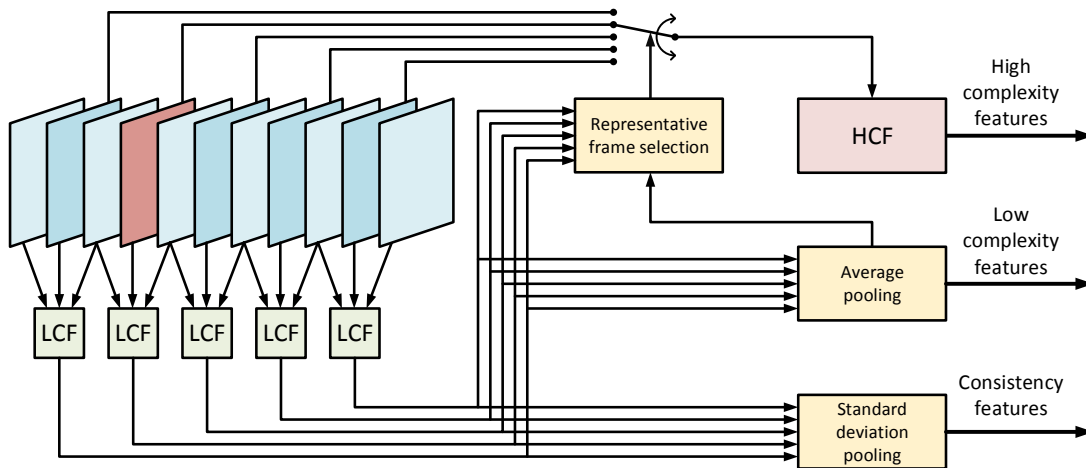 High
complexity
features
Representative
frame selection
HCF
Low
complexity
features
Average
pooling
LCF
LCF
LCF
LCF
LCF
Consistency
features
Standard
deviation
pooling